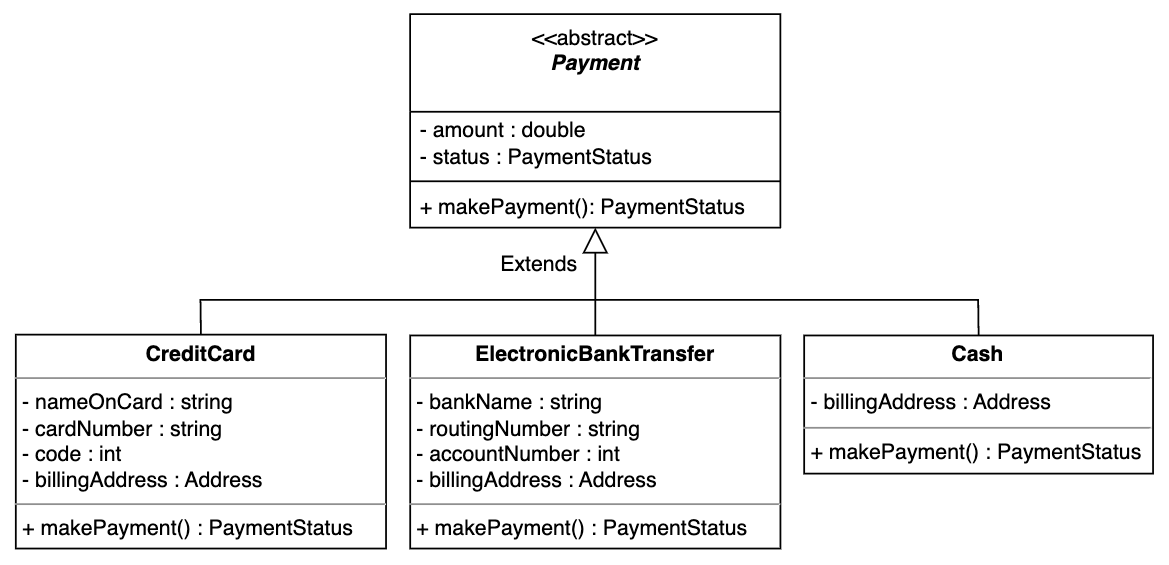 <<abstract>>
Payment
- amount : double
- status : PaymentStatus
+ makePayment(): PaymentStatus
Extends
CreditCard
- nameOnCard : string
- cardNumber : string
- code : int
- billingAddress : Address
+ makePayment() : PaymentStatus
ElectronicBankTransfer
- bankName : string
- routingNumber : string
- accountNumber : int
- billingAddress : Address
+ makePayment() : PaymentStatus
Cash
- billingAddress : Address
+ makePayment() : PaymentStatus